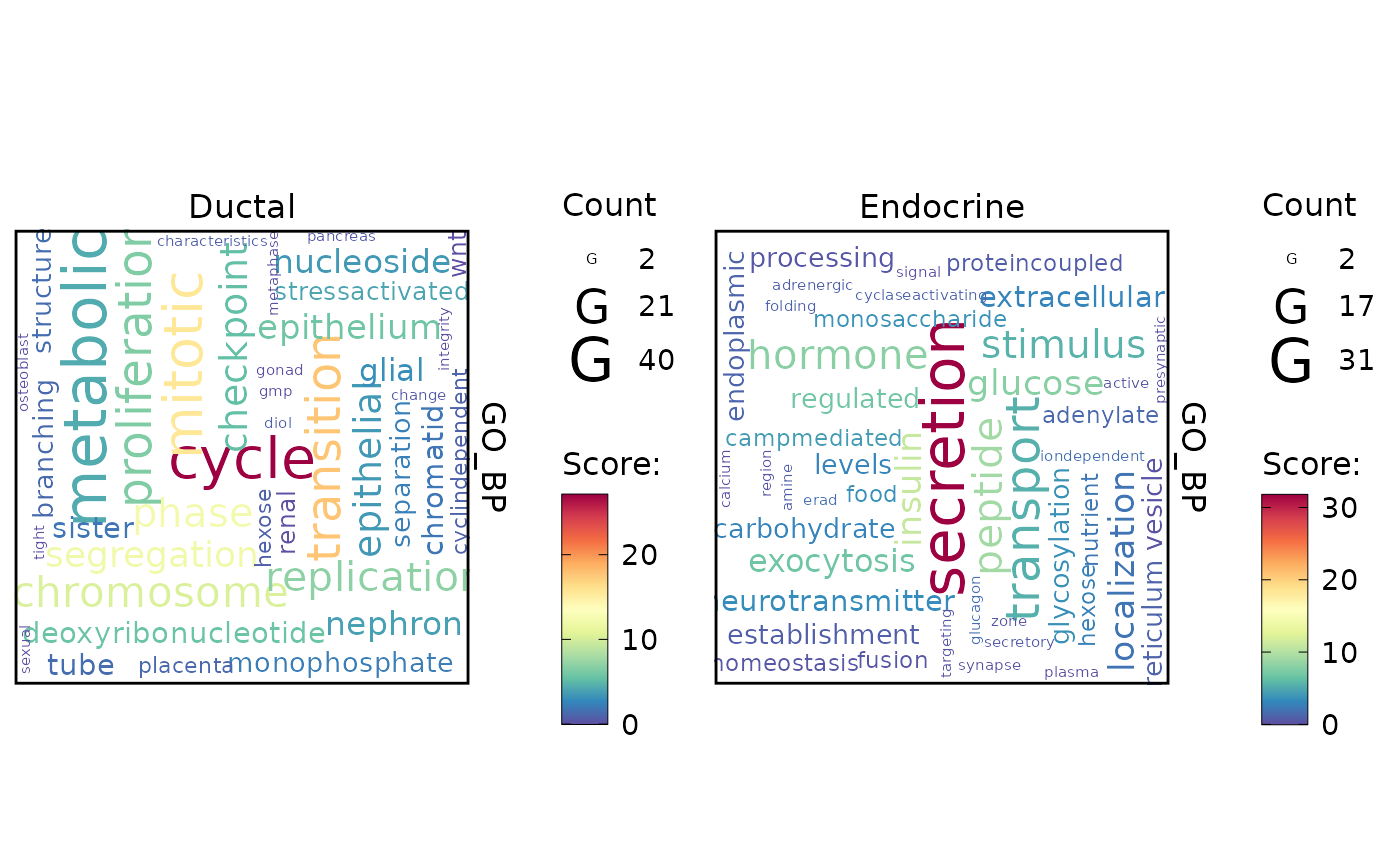 Ductal
structure
metabolic
proliferation
characteristics
mitotic
checkpoint
metaphase
pancreas
nucleoside
wnt
stressactivated
epithelium
integrity
osteoblast
gonad
glial
gmp
change
branching
diol
transition
epithelial
separation
chromatid
cyclindependent
cycle
tight
sister
phase
hexose
renal
segregation
chromosome
replication
deoxyribonucleotide
nephron
sexual
tube
placenta
monophosphate
GO_BP
Count
G 2
G 21
G 40
Score:
20
10
0
Endocrine
endoplasmic
processing
signal
proteincoupled
adrenergic
cyclaseactivating
extracellular
folding
monosaccharide
hormone
secretion
stimulus
presynaptic
glucose
active
regulated
adenylate
campmediated
insulin
peptide
transport
iondependent
calcium
region
amine
levels
erad
food
carbohydrate
glycosylation
nutrient
localization
reticulum
vesicle
exocytosis
hexose
eurotransmitter
glucagon
establishment
targeting
zone
secretory
homeostasis
fusion
synapse
plasma
GO_BP
Count
G 2
G 17
G 31
Score:
30
20
10
0